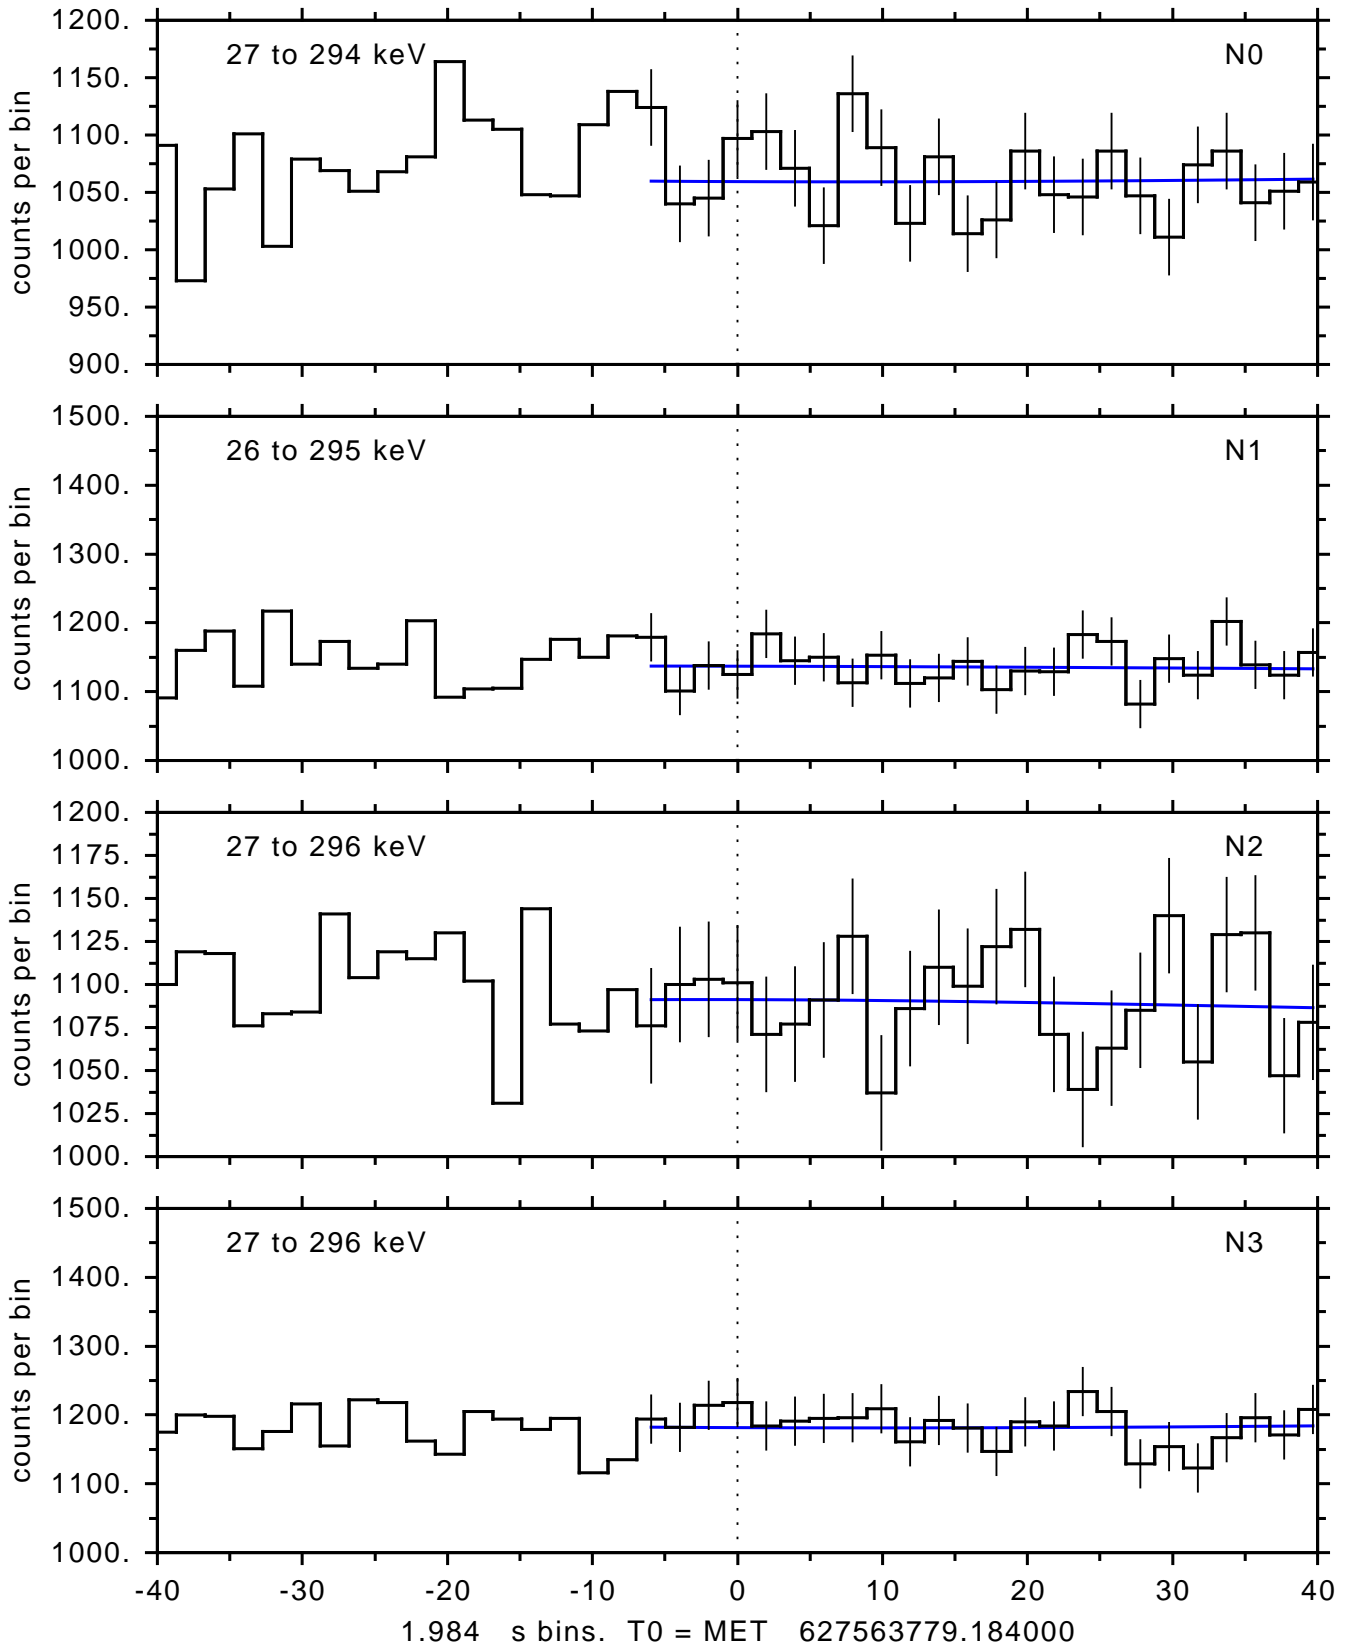 1200.
27 to 294 keV N0
1150.
1100.
1050.
1000.
950.
900.
counts per bin
1500.
26 to 295 keV N1
1400.
1300.
1200.
1100.
1000.
counts per bin
1200.
27 to 296 keV N2
1175.
1150.
1125.
1100.
1075.
1050.
1025.
1000.
counts per bin
1500.
27 to 296 keV N3
1400.
1300.
1200.
1100.
1000.
counts per bin
-40 -30 -20 -10 0 10 20 30 40
1.984 s bins. T0 = MET 627563779.184000